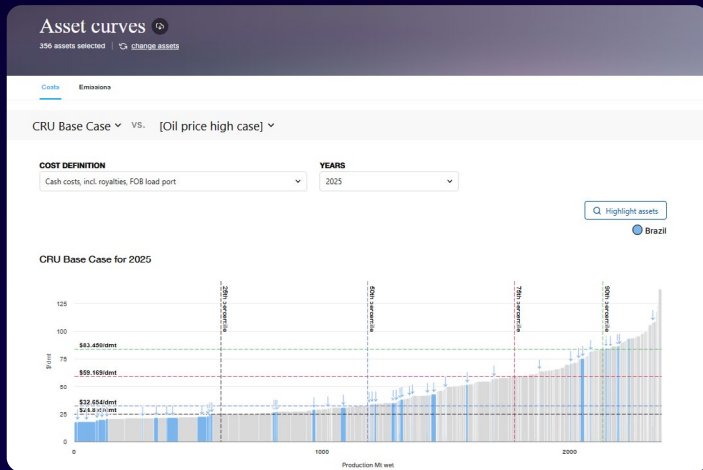 Asset curves
356 assets selected | change assets
Costs Emissions
CRU Base Case vs. [Oil price high case]
COST DEFINITION YEARS
Cash costs, incl. royalties, FOB load port 2025
Highlight assets
Brazil
CRU Base Case for 2025
25th percentile 50th percentile 75th percentile 90th percentile
125
100
$83.450/dmt
75
$/dmt
$59.169/dmt
50
$32.654/dmt
25
0
0 1000 2000
Production Mt wet